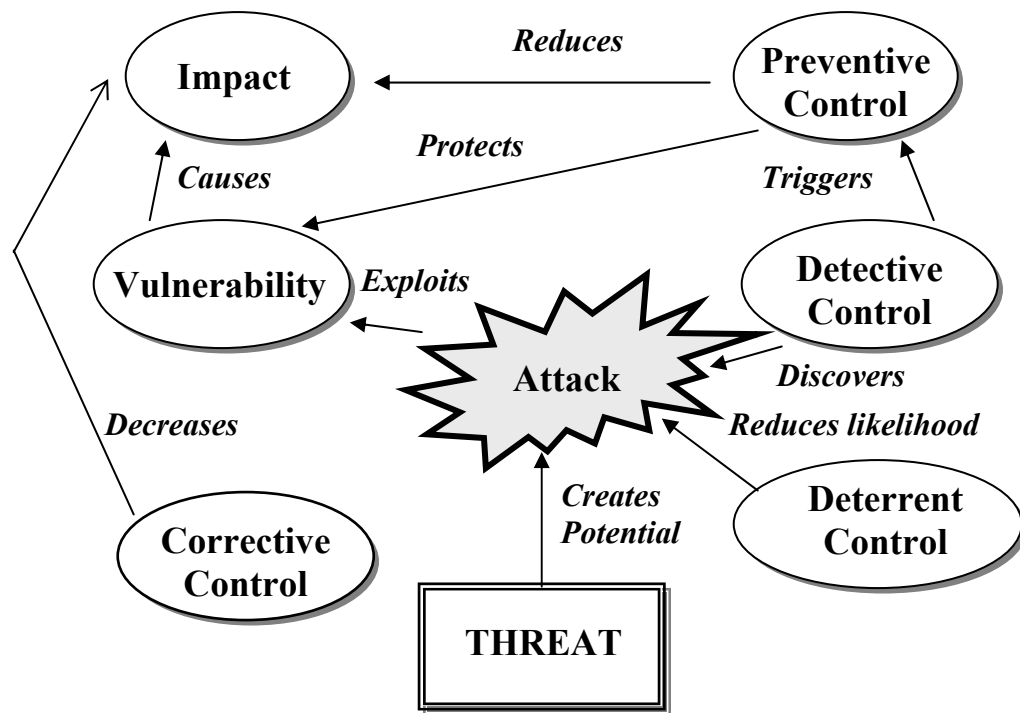 Reduces
Impact
Preventive
Control
Protects
Causes
Triggers
Vulnerability
Exploits
Detective
Control
Attack
Discovers
Decreases
Reduces likelihood
Creates
Potential
Deterrent
Control
Corrective
Control
THREAT